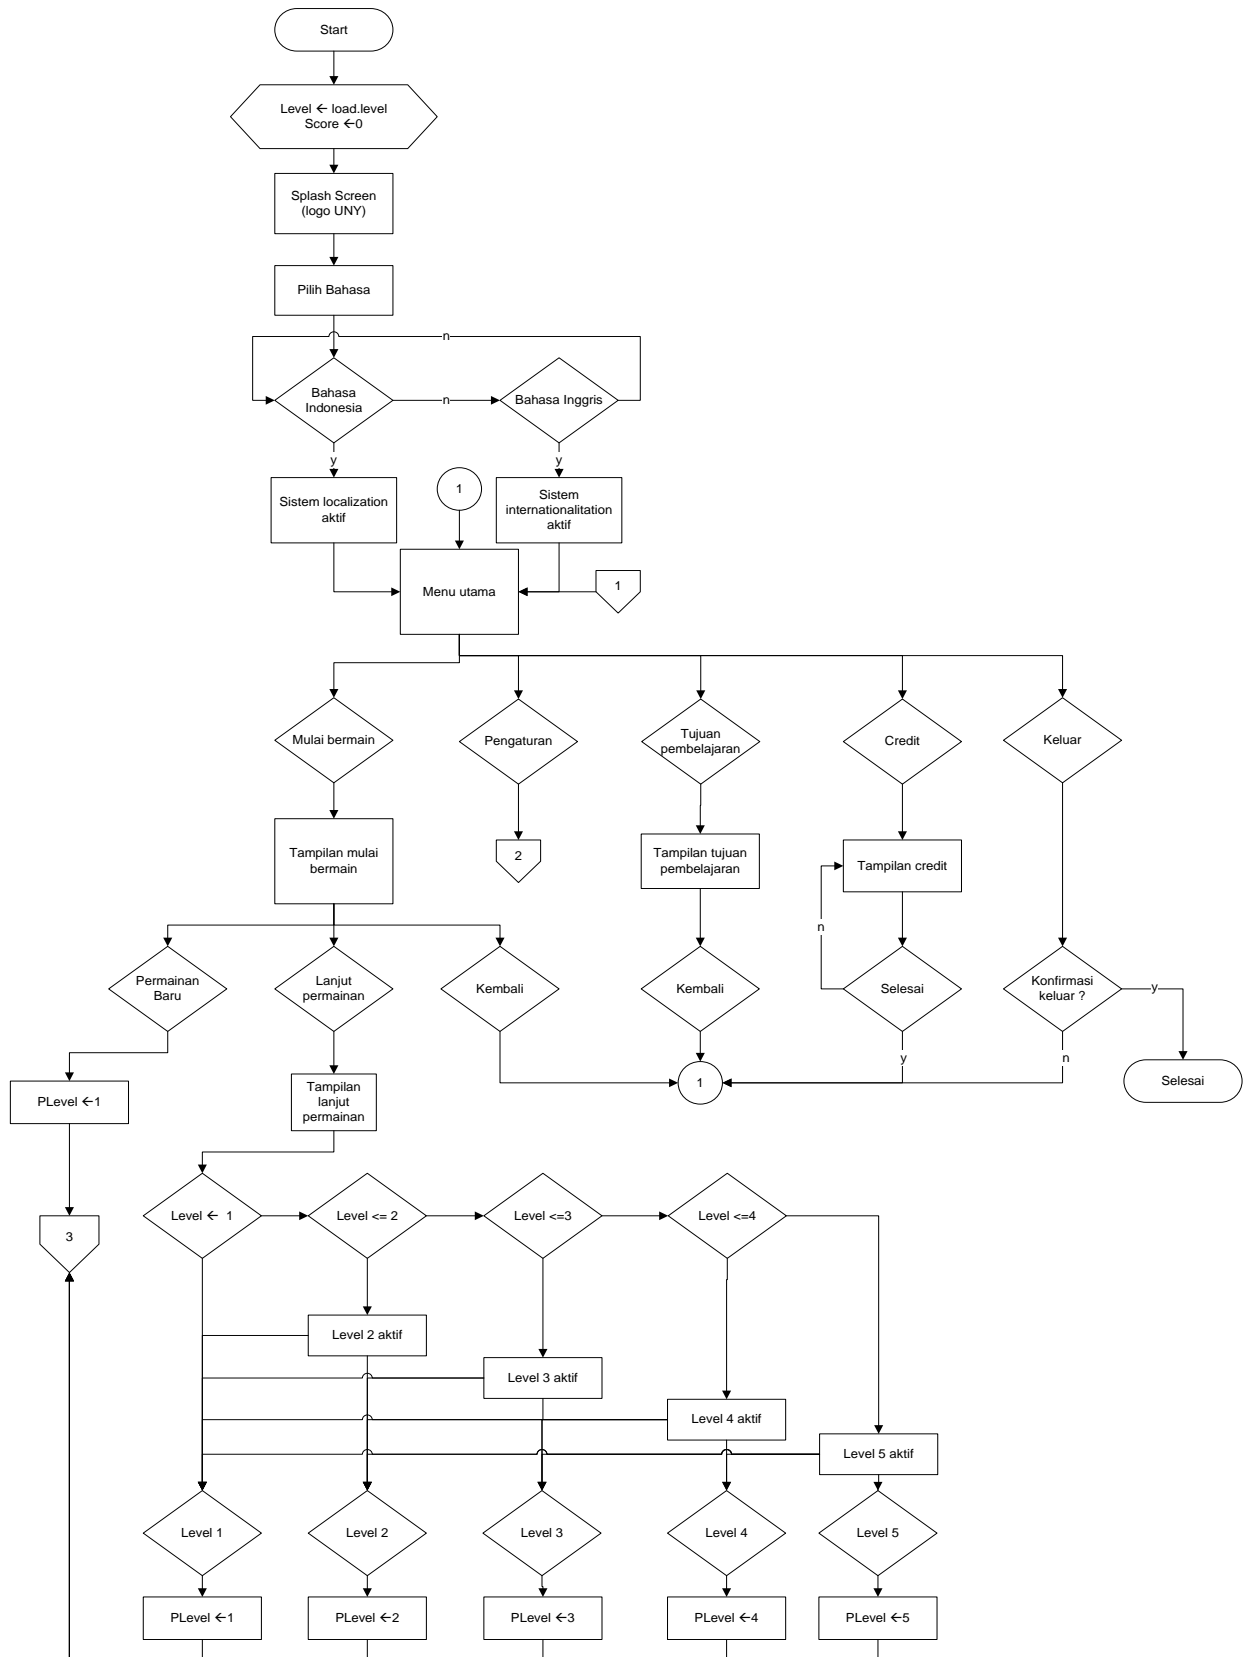 Start
Level ← load.level
Score ←0
Splash Screen
(logo UNY)
Pilih Bahasa
n
Bahasa
Indonesia
n
Bahasa Inggris
y
y
Sistem localization
aktif
1
Sistem
internationalitation
aktif
Menu utama
1
Mulai bermain
Pengaturan
Tujuan
pembelajaran
Credit
Keluar
Tampilan mulai
bermain
2
Tampilan tujuan
pembelajaran
Tampilan credit
n
Permainan
Baru
Lanjut
permainan
Kembali
Kembali
Selesai
Konfirmasi
keluar ?
y
y
n
PLevel ←1
Tampilan
lanjut
permainan
1
Selesai
3
Level ← 1
Level <= 2
Level <=3
Level <=4
Level 2 aktif
Level 3 aktif
Level 4 aktif
Level 5 aktif
Level 1
Level 2
Level 3
Level 4
Level 5
PLevel ←1
PLevel ←2
PLevel ←3
PLevel ←4
PLevel ←5